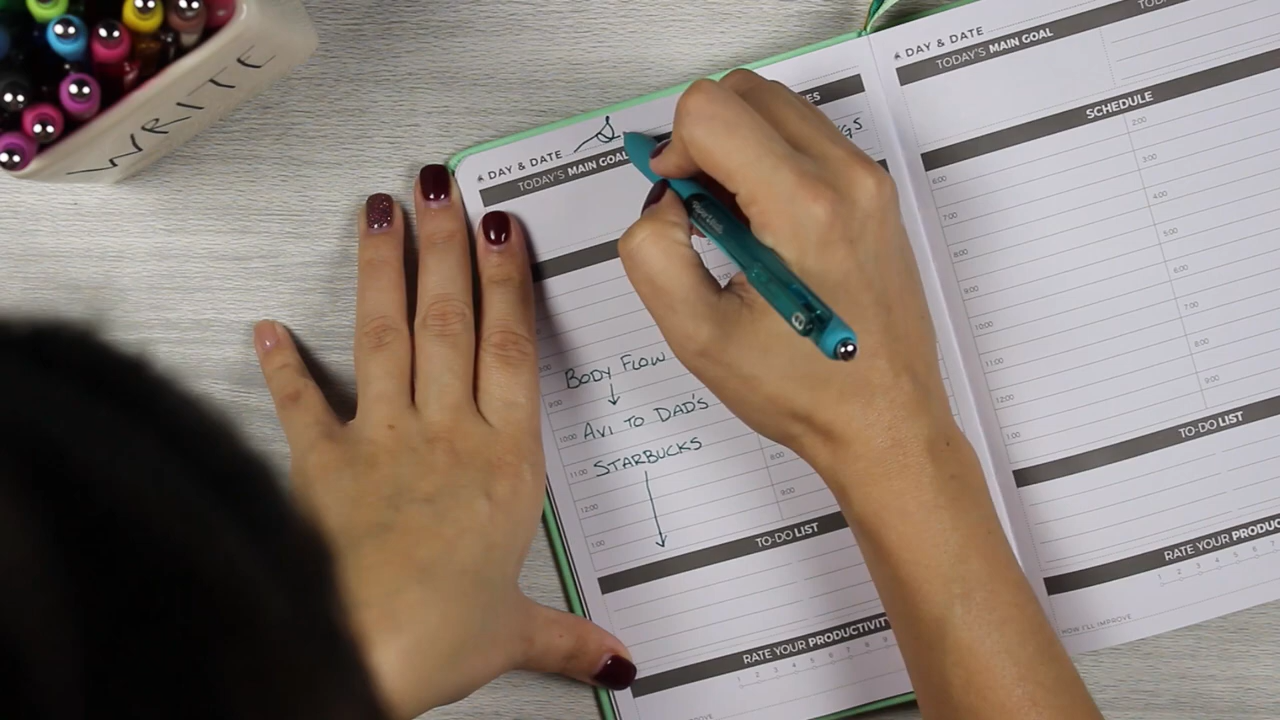 WRITE
DAY & DATE S
TODAY'S MAIN GOAL
8:00
BODY FLOW
9:00
10:00 AVI TO DAD'S
11:00 STARBUCKS
12:00
1:00
8:00
9:00
TO-DO LIST
RATE YOUR PRODUCTIVITY
1 2 3 4 5 6 7 8 9
DAY & DATE
TODAY'S MAIN GOAL
SCHEDULE
6:00
7:00
8:00
9:00
10:00
11:00
12:00
1:00
2:00
3:00
4:00
5:00
6:00
7:00
8:00
9:00
TO-DO LIST
RATE YOUR PRODUC
1 2 3 4 5 6 7
HOW I'LL IMPROVE